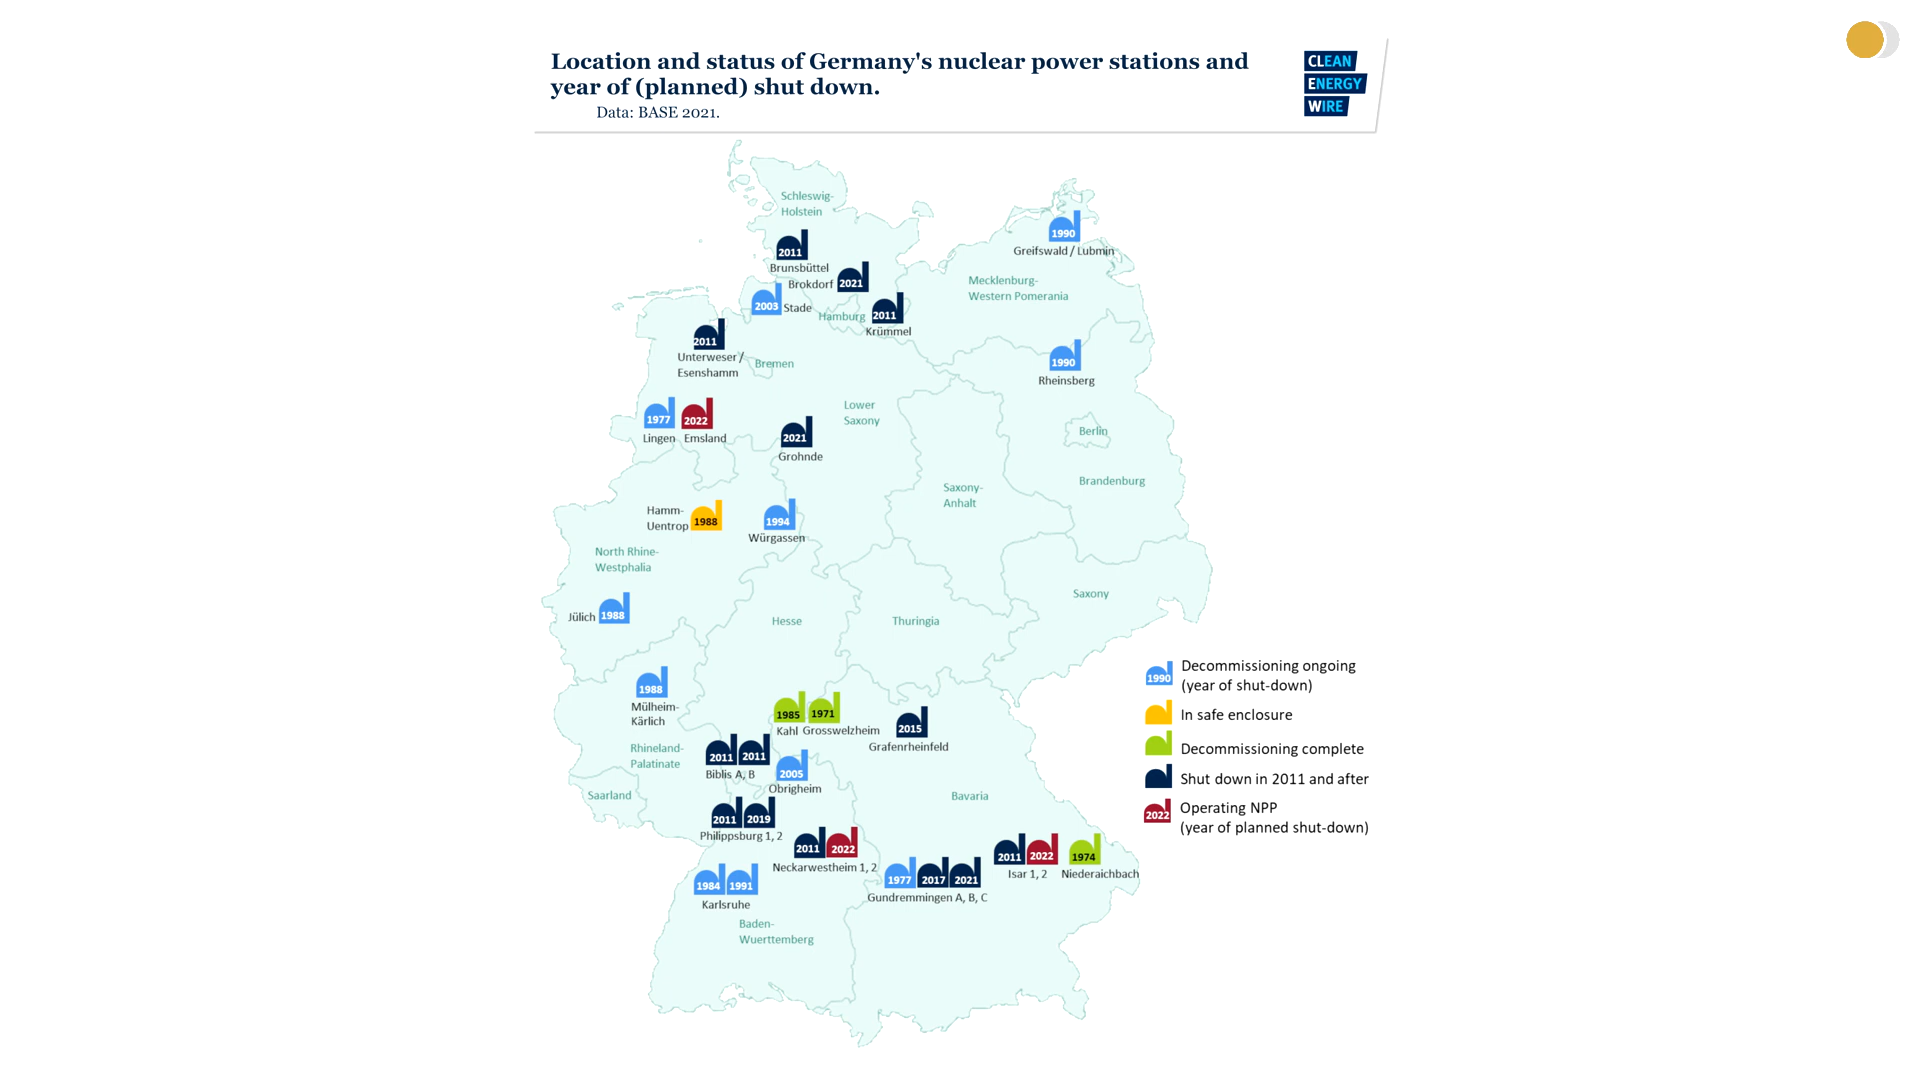 Location and status of Germany's nuclear power stations and
year of (planned) shut down.
Data: BASE 2021.
CLEAN
ENERGY
WIRE
Schleswig-
Holstein
2011
Brunsbüttel
Brokdorf 2021
2003 Stade
Hamburg
2011
Krümmel
1990
Greifswald / Lubmin
Mecklenburg-
Western Pomerania
2011
Unterweser /
Esenshamm
Bremen
1990
Rheinsberg
1977 2022
Lingen Emsland
Lower
Saxony
2021
Grohnde
Berlin
Brandenburg
Saxony-
Anhalt
Hamm-
Uentrop 1988
1994
Würgassen
North Rhine-
Westphalia
Jülich 1988
Hesse
Thuringia
Saxony
1988
Mülheim-
Kärlich
1985 1971
Kahl Grosswelzheim
2015
Grafenrheinfeld
Rhineland-
Palatinate
2011 2011
Biblis A, B
2005
Obrigheim
Saarland
Bavaria
2011 2019
Philippsburg 1, 2
2011 2022
Neckarwestheim 1, 2
1984 1991
Karlsruhe
1977 2017 2021
Gundremmingen A, B, C
2011 2022
Isar 1, 2
1974
Niederaichbach
Baden-
Wuerttemberg
1990 Decommissioning ongoing
(year of shut-down)
In safe enclosure
Decommissioning complete
Shut down in 2011 and after
2022 Operating NPP
(year of planned shut-down)